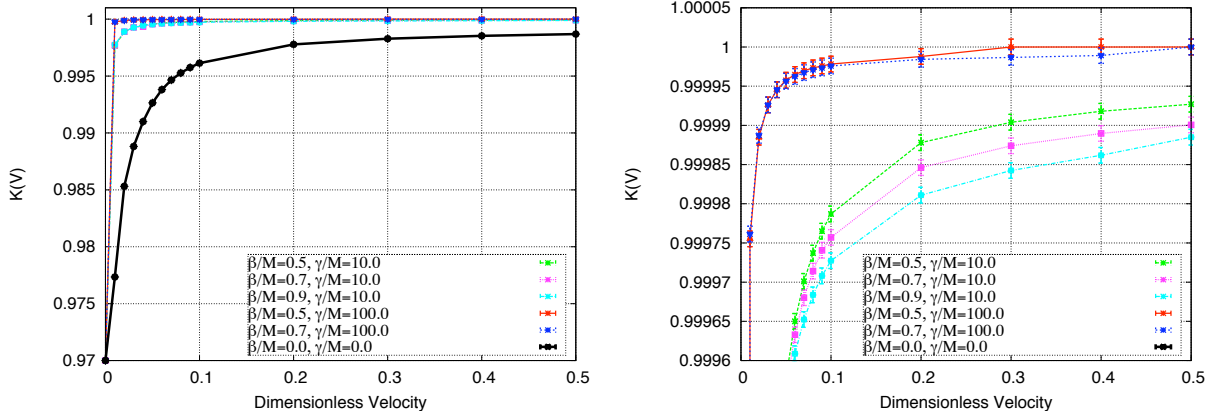 K(V)
1
0.995
0.99
0.985
0.98
0.975
0.97
0
0.1
0.2
0.3
0.4
0.5
Dimensionless Velocity
β/M=0.5, γ/M=10.0
β/M=0.7, γ/M=10.0
β/M=0.9, γ/M=10.0
β/M=0.5, γ/M=100.0
β/M=0.7, γ/M=100.0
β/M=0.0, γ/M=0.0
K(V)
1.00005
1
0.99995
0.9999
0.99985
0.9998
0.99975
0.9997
0.99965
0.9996
0
0.1
0.2
0.3
0.4
0.5
Dimensionless Velocity
β/M=0.5, γ/M=10.0
β/M=0.7, γ/M=10.0
β/M=0.9, γ/M=10.0
β/M=0.5, γ/M=100.0
β/M=0.7, γ/M=100.0
β/M=0.0, γ/M=0.0